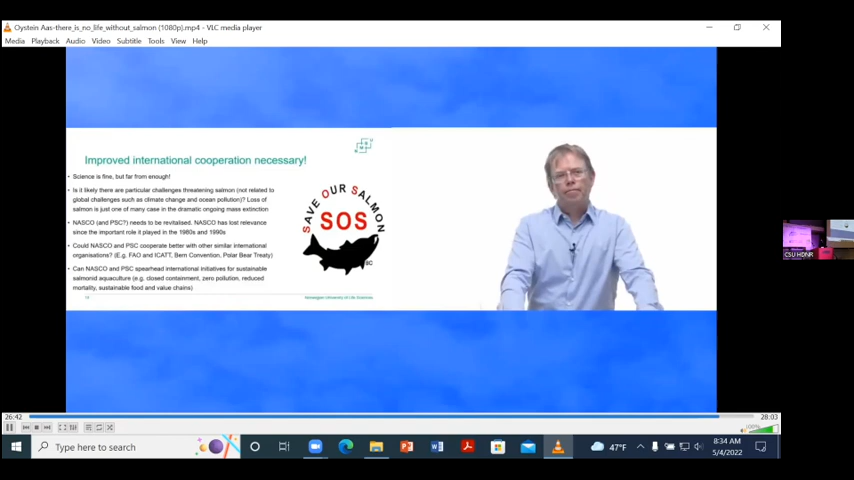 Oystein Aas-there_is_no_life_without_salmon (1080p).mp4 - VLC media player
Media Playback Audio Video Subtitle Tools View Help
Improved international cooperation necessary!
• Science is fine, but far from enough!
• Is it likely there are particular challenges threatening salmon (not related to
global challenges such as climate change and ocean pollution)? Loss of
salmon is just one of many case in the dramatic ongoing mass extinction
• NASCO (and PSC?) needs to be revitalised. NASCO has lost relevance
since the important role it played in the 1980s and 1990s
• Could NASCO and PSC cooperate better with other similar international
organisations? (E.g. FAO and ICATT, Bern Convention, Polar Bear Treaty)
• Can NASCO and PSC spearhead international initiatives for sustainable
salmonid aquaculture (e.g. closed containment, zero pollution, reduced
mortality, sustainable food and value chains)
Norwegian University of Life Sciences
SAVE OUR SALMON
SOS
CSU HDNR
26:42
28:03
100%
Type here to search
47°F
8:34 AM
5/4/2022